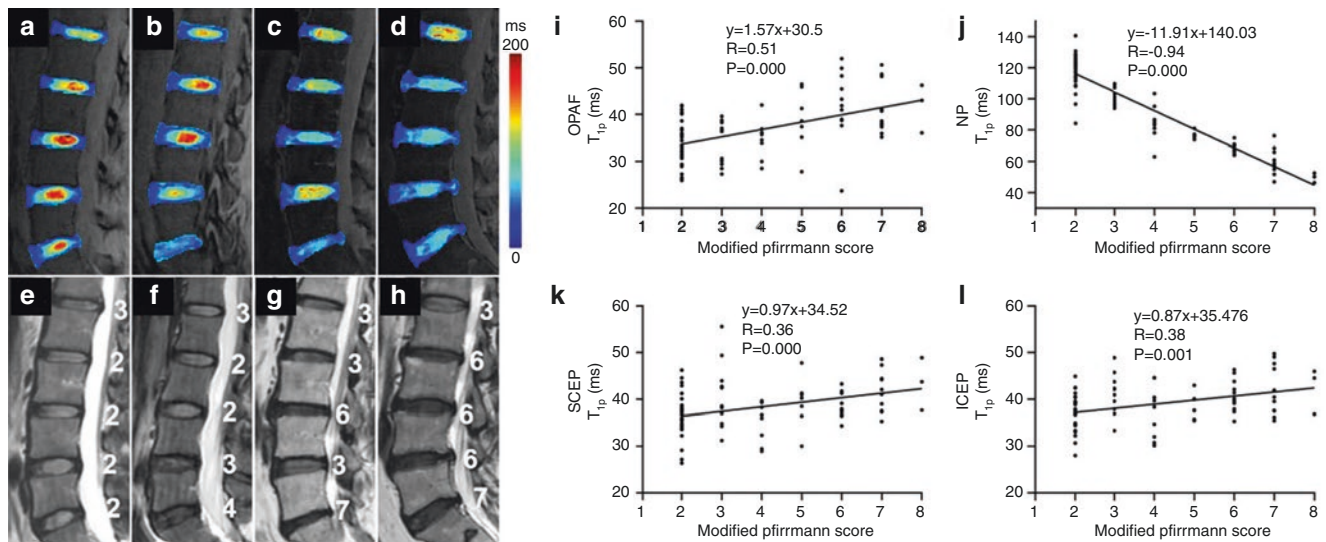 a b c d
ms
200
0
e f g h
3 2 2 2 2
3 2 2 3 4
3 3 6 3 7
3 6 6 6 7
i
y=1.57x+30.5
R=0.51
P=0.000
OPAF
T1p (ms)
60
50
40
30
20
1 2 3 4 5 6 7 8
Modified pfirrmann score
j
y=-11.91x+140.03
R=-0.94
P=0.000
NP
T1p (ms)
140
120
100
80
60
40
1 2 3 4 5 6 7 8
Modified pfirrmann score
k
y=0.97x+34.52
R=0.36
P=0.000
SCEP
T1p (ms)
60
50
40
30
20
1 2 3 4 5 6 7 8
Modified pfirrmann score
l
y=0.87x+35.476
R=0.38
P=0.001
ICEP
T1p (ms)
60
50
40
30
20
1 2 3 4 5 6 7 8
Modified pfirrmann score